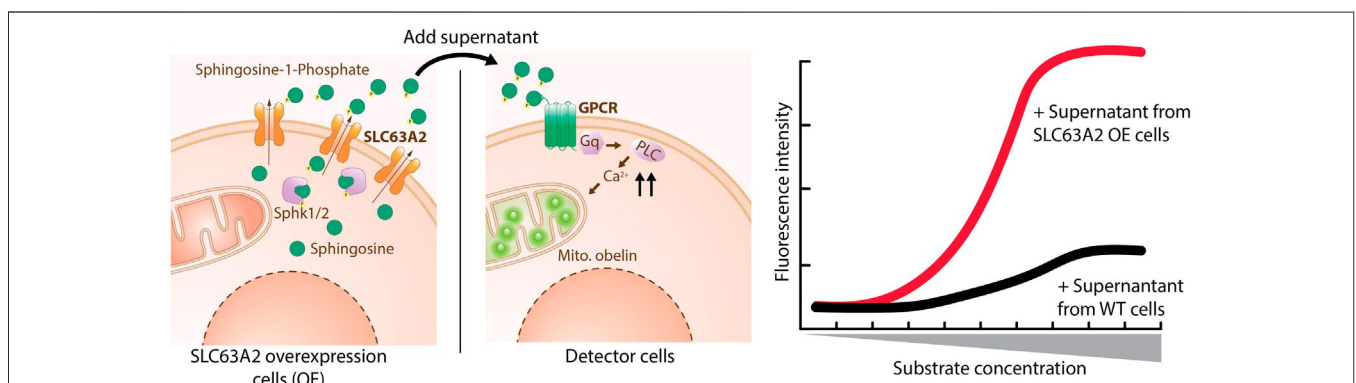 Add supernatant
Sphingosine-1-Phosphate
SLC63A2
Sphk1/2
Sphingosine
SLC63A2 overexpression
cells (OE)
GPCR
Gq
PLC
Ca²⁺
Mito. obelin
Detector cells
Fluorescence intensity
+ Supernatant from
SLC63A2 OE cells
+ Supernantant
from WT cells
Substrate concentration